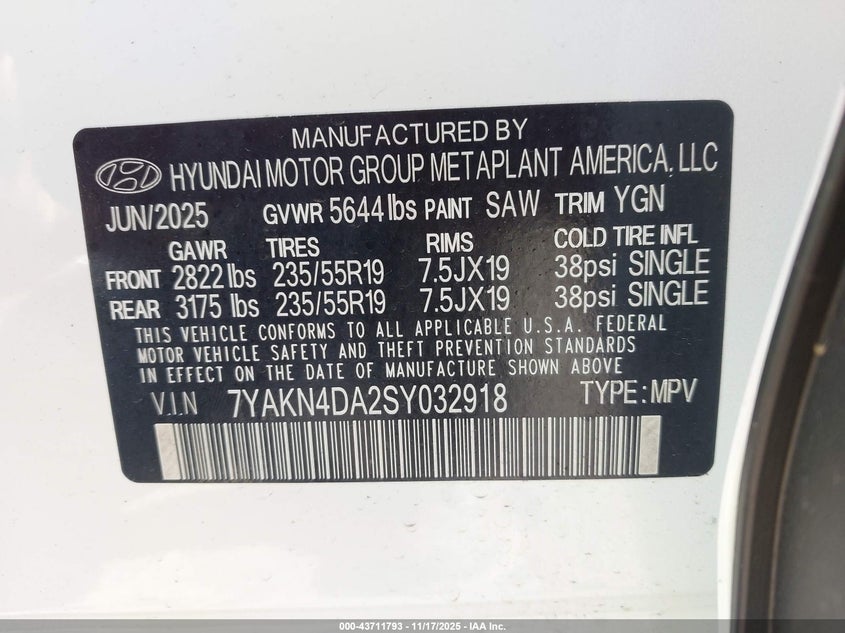 MANUFACTURED BY
HYUNDAI MOTOR GROUP METAPLANT AMERICA, LLC
JUN/2025 GVWR 5644 lbs PAINT SAW TRIM YGN
GAWR TIRES RIMS COLD TIRE INFL
FRONT 2822 lbs 235/55R19 7.5JX19 38psi SINGLE
REAR 3175 lbs 235/55R19 7.5JX19 38psi SINGLE
THIS VEHICLE CONFORMS TO ALL APPLICABLE U.S.A. FEDERAL
MOTOR VEHICLE SAFETY AND THEFT PREVENTION STANDARDS
IN EFFECT ON THE DATE OF MANUFACTURE SHOWN ABOVE
V.I.N 7YAKN4DA2SY032918 TYPE: MPV
000-43711793 - 11/17/2025 - IAA Inc.